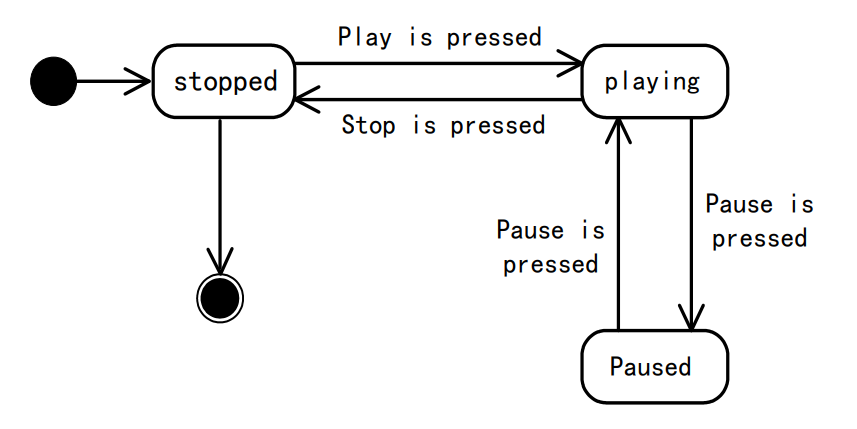 Play is pressed
stopped
playing
Stop is pressed
Pause is
pressed
Pause is
pressed
Paused